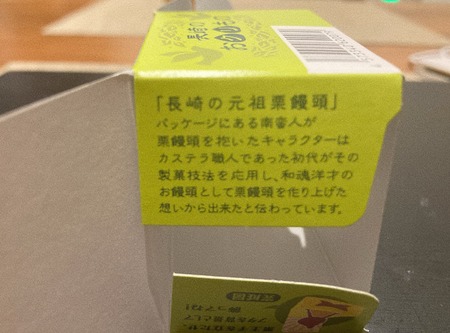 長崎の
「長崎の元祖栗饅頭」
パッケージにある南蛮人が
栗饅頭を抱いたキャラクターは
カステラ職人であった初代がその
製菓技法を応用し、和魂洋才の
お饅頭として栗饅頭を作り上げた
想いから出来たと伝わっています。